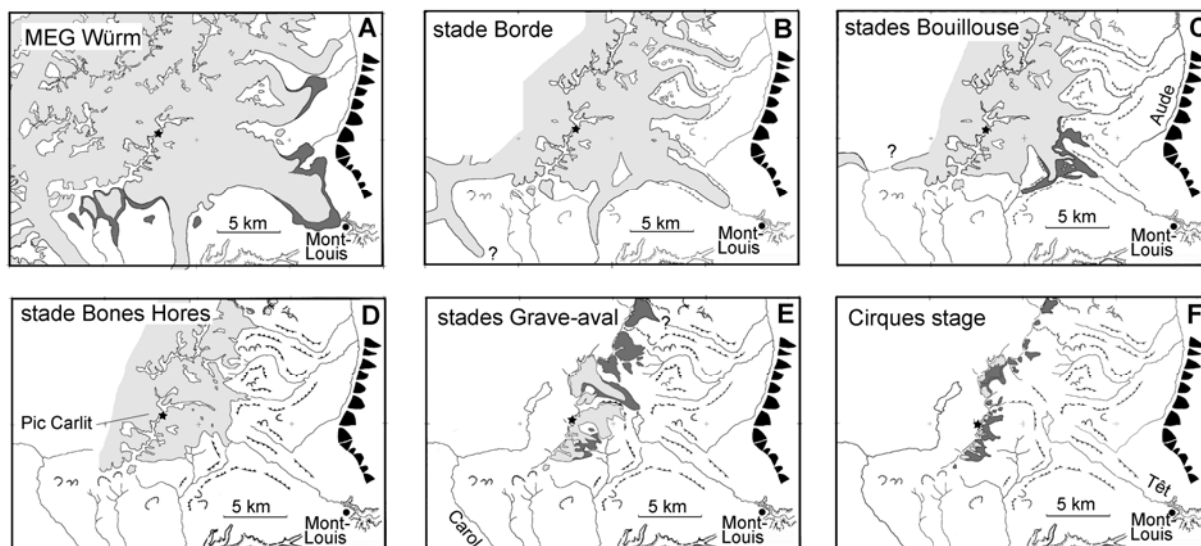 MEG Würm
A
5 km
Mont-
Louis
stade Borde
B
?
5 km
Mont-
Louis
stades Bouillouse
C
Aude
?
5 km
Mont-
Louis
stade Bones Hores
D
Pic Carlit
5 km
Mont-
Louis
stades Grave-aval
E
?
5 km
Carol
Mont-
Louis
Cirques stage
F
5 km
Têt
Mont-
Louis